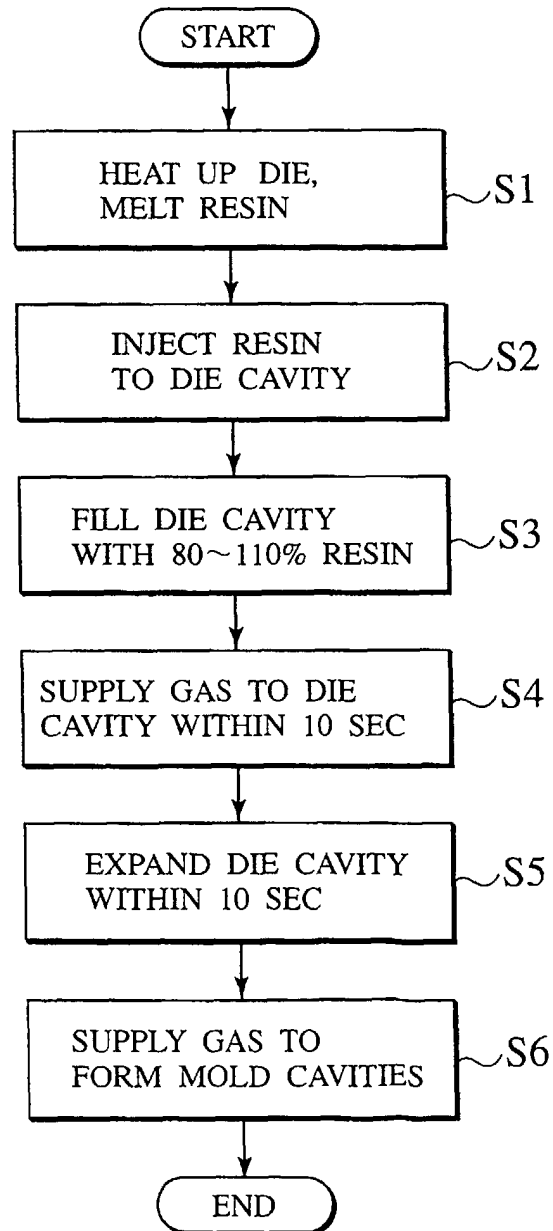 START
HEAT UP DIE,
MELT RESIN
S1
INJECT RESIN
TO DIE CAVITY
S2
FILL DIE CAVITY
WITH 80~110% RESIN
S3
SUPPLY GAS TO DIE
CAVITY WITHIN 10 SEC
S4
EXPAND DIE CAVITY
WITHIN 10 SEC
S5
SUPPLY GAS TO
FORM MOLD CAVITIES
S6
END